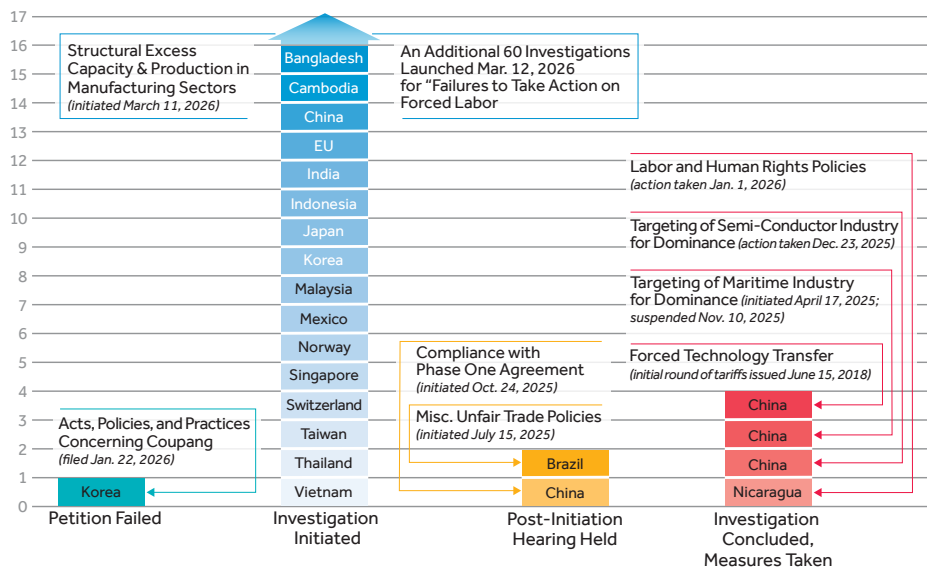 17
16
15
14
13
12
11
10
9
8
7
6
5
4
3
2
1
0
Structural Excess
Capacity & Production in
Manufacturing Sectors
(initiated March 11, 2026)
An Additional 60 Investigations
Launched Mar. 12, 2026
for “Failures to Take Action on
Forced Labor
Acts, Policies, and Practices
Concerning Coupang
(filed Jan. 22, 2026)
Korea
Petition Failed
Bangladesh
Cambodia
China
EU
India
Indonesia
Japan
Korea
Malaysia
Mexico
Norway
Singapore
Switzerland
Taiwan
Thailand
Vietnam
Investigation
Initiated
Compliance with
Phase One Agreement
(initiated Oct. 24, 2025)
Misc. Unfair Trade Policies
(initiated July 15, 2025)
Brazil
China
Post-Initiation
Hearing Held
Labor and Human Rights Policies
(action taken Jan. 1, 2026)
Targeting of Semi-Conductor Industry
for Dominance (action taken Dec. 23, 2025)
Targeting of Maritime Industry
for Dominance (initiated April 17, 2025;
suspended Nov. 10, 2025)
Forced Technology Transfer
(initial round of tariffs issued June 15, 2018)
China
China
China
Nicaragua
Investigation
Concluded,
Measures Taken